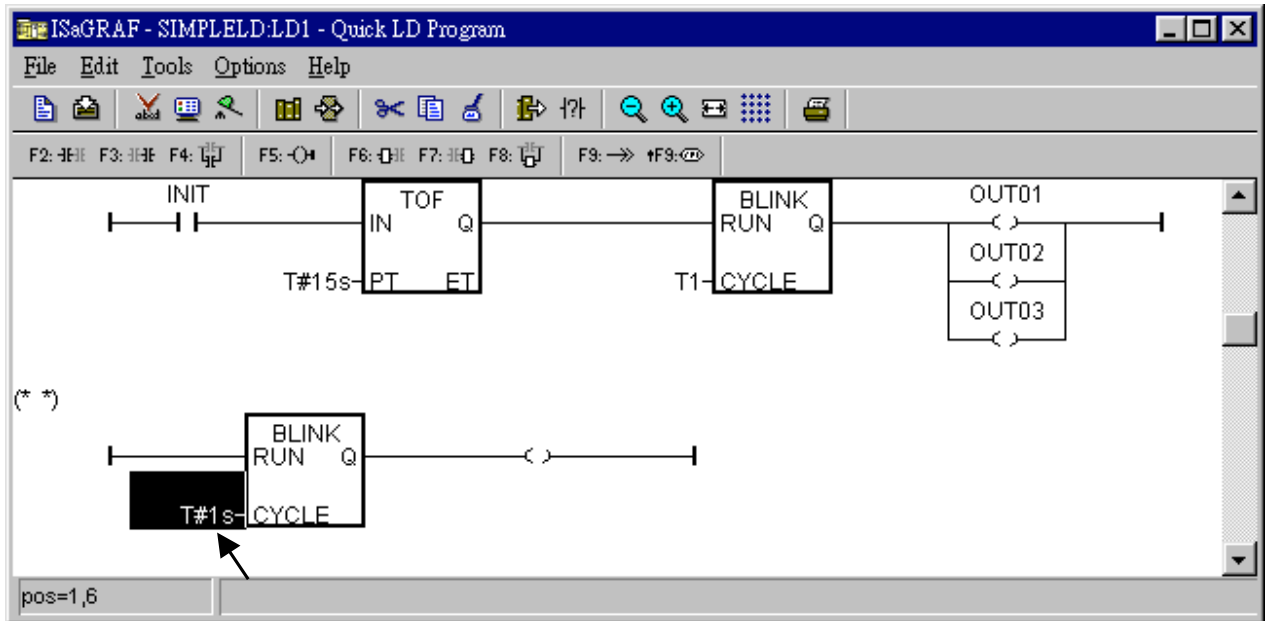 ISaGRAF - SIMPLELD:LD1 - Quick LD Program
File Edit Tools Options Help
abcd
F2: F3: F4: F5: F6: F7: F8: F9: ↑F9:
INIT TOF BLINK OUT01
IN Q RUN Q
OUT02
T#15s PT ET T1 CYCLE
OUT03
(* *)
BLINK
RUN Q
T#1s CYCLE
pos=1,6